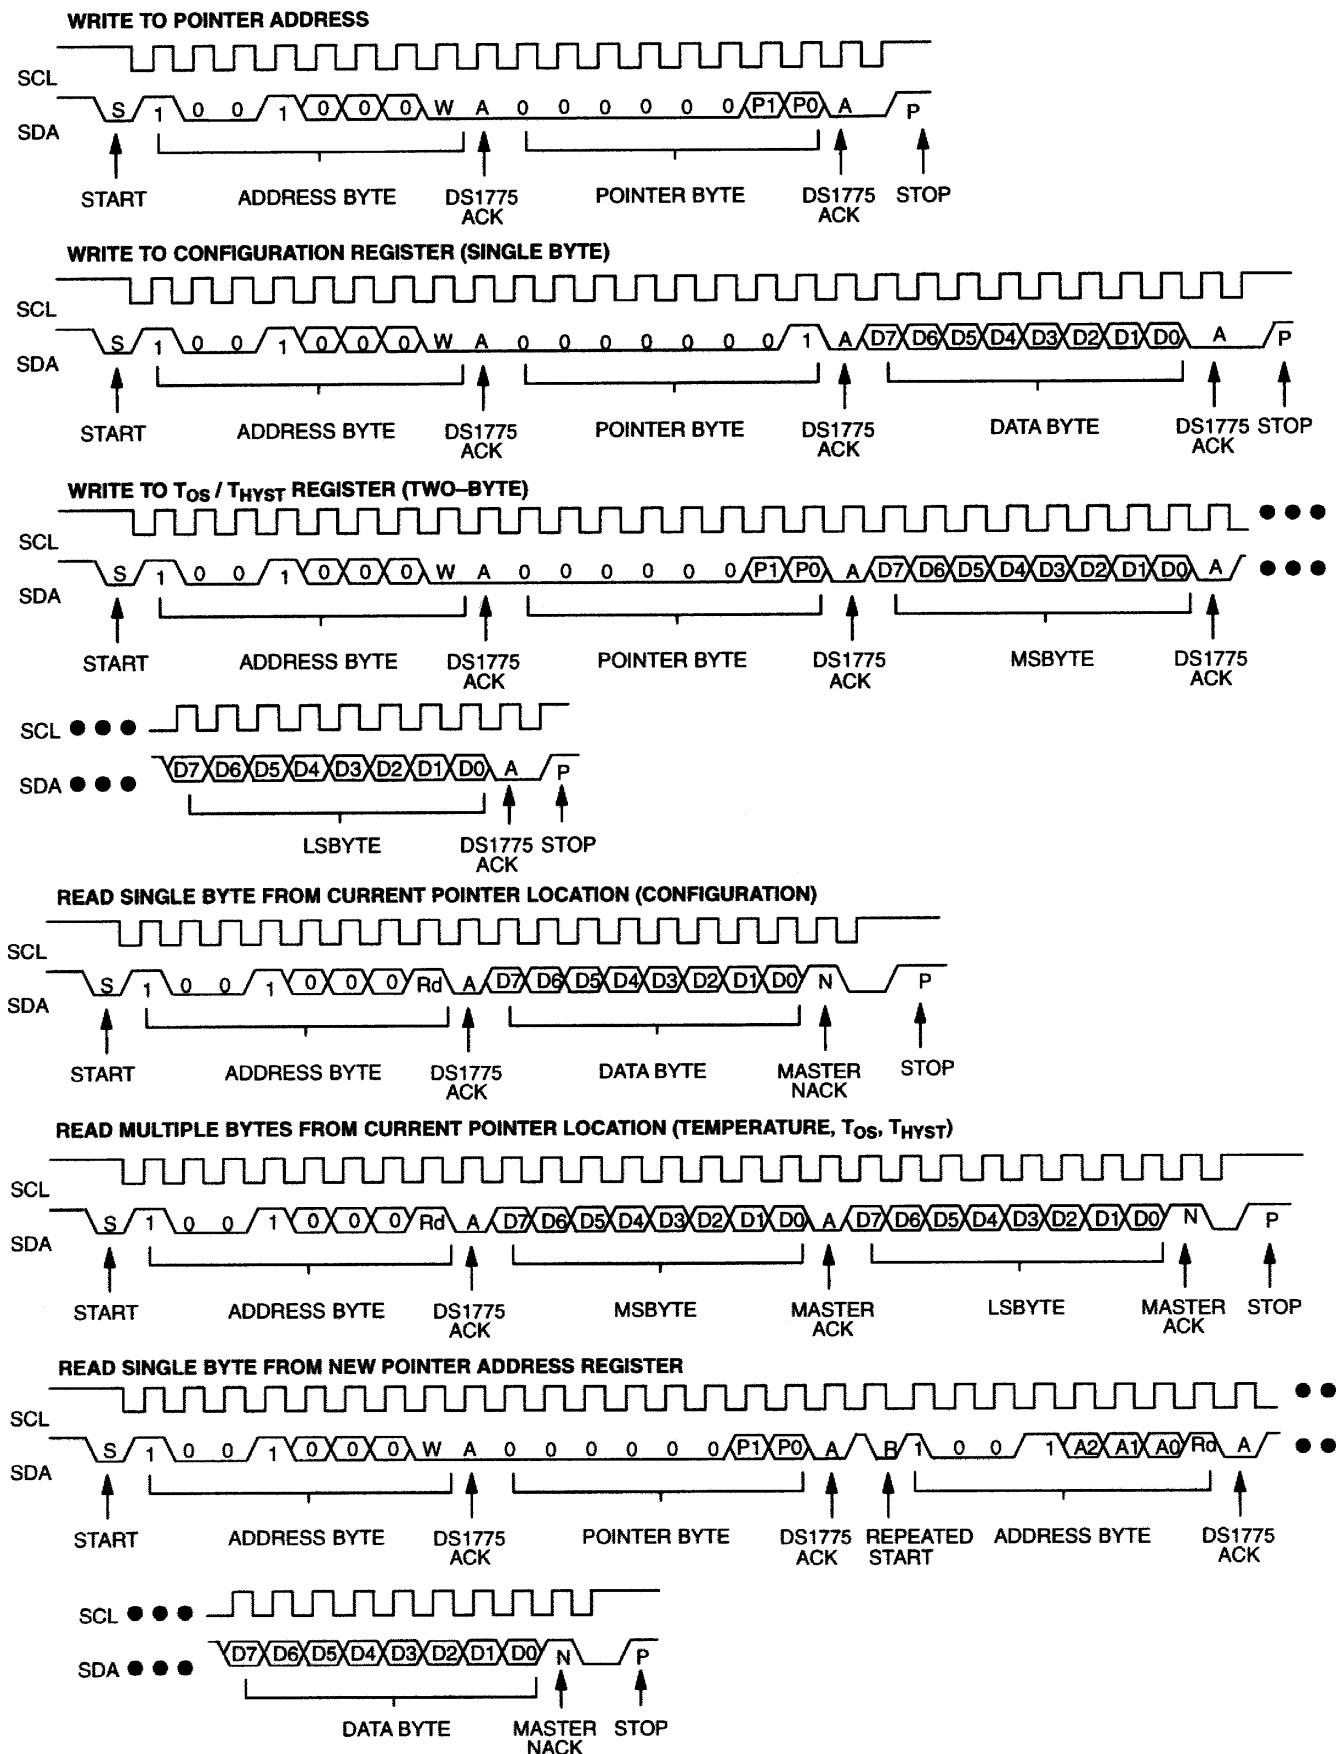 WRITE TO POINTER ADDRESS
SCL
SDA S 1 0 0 1 0 0 0 W A 0 0 0 0 0 0 P1 P0 A P
START ADDRESS BYTE DS1775 ACK POINTER BYTE DS1775 ACK STOP
WRITE TO CONFIGURATION REGISTER (SINGLE BYTE)
SCL
SDA S 1 0 0 1 0 0 0 W A 0 0 0 0 0 0 0 1 A D7 D6 D5 D4 D3 D2 D1 D0 A P
START ADDRESS BYTE DS1775 ACK POINTER BYTE DS1775 ACK DATA BYTE DS1775 ACK STOP
WRITE TO TOS / THYST REGISTER (TWO–BYTE)
SCL
SDA S 1 0 0 1 0 0 0 W A 0 0 0 0 0 0 P1 P0 A D7 D6 D5 D4 D3 D2 D1 D0 A
START ADDRESS BYTE DS1775 ACK POINTER BYTE DS1775 ACK MSBYTE DS1775 ACK
SCL
SDA D7 D6 D5 D4 D3 D2 D1 D0 A P
LSBYTE DS1775 ACK STOP
READ SINGLE BYTE FROM CURRENT POINTER LOCATION (CONFIGURATION)
SCL
SDA S 1 0 0 1 0 0 0 Rd A D7 D6 D5 D4 D3 D2 D1 D0 N P
START ADDRESS BYTE DS1775 ACK DATA BYTE MASTER NACK STOP
READ MULTIPLE BYTES FROM CURRENT POINTER LOCATION (TEMPERATURE, TOS, THYST)
SCL
SDA S 1 0 0 1 0 0 0 Rd A D7 D6 D5 D4 D3 D2 D1 D0 A D7 D6 D5 D4 D3 D2 D1 D0 N P
START ADDRESS BYTE DS1775 ACK MSBYTE MASTER ACK LSBYTE MASTER ACK STOP
READ SINGLE BYTE FROM NEW POINTER ADDRESS REGISTER
SCL
SDA S 1 0 0 1 0 0 0 W A 0 0 0 0 0 0 P1 P0 A R 1 0 0 1 A2 A1 A0 Rd A
START ADDRESS BYTE DS1775 ACK POINTER BYTE DS1775 ACK REPEATED START ADDRESS BYTE DS1775 ACK
SCL
SDA D7 D6 D5 D4 D3 D2 D1 D0 N P
DATA BYTE MASTER NACK STOP